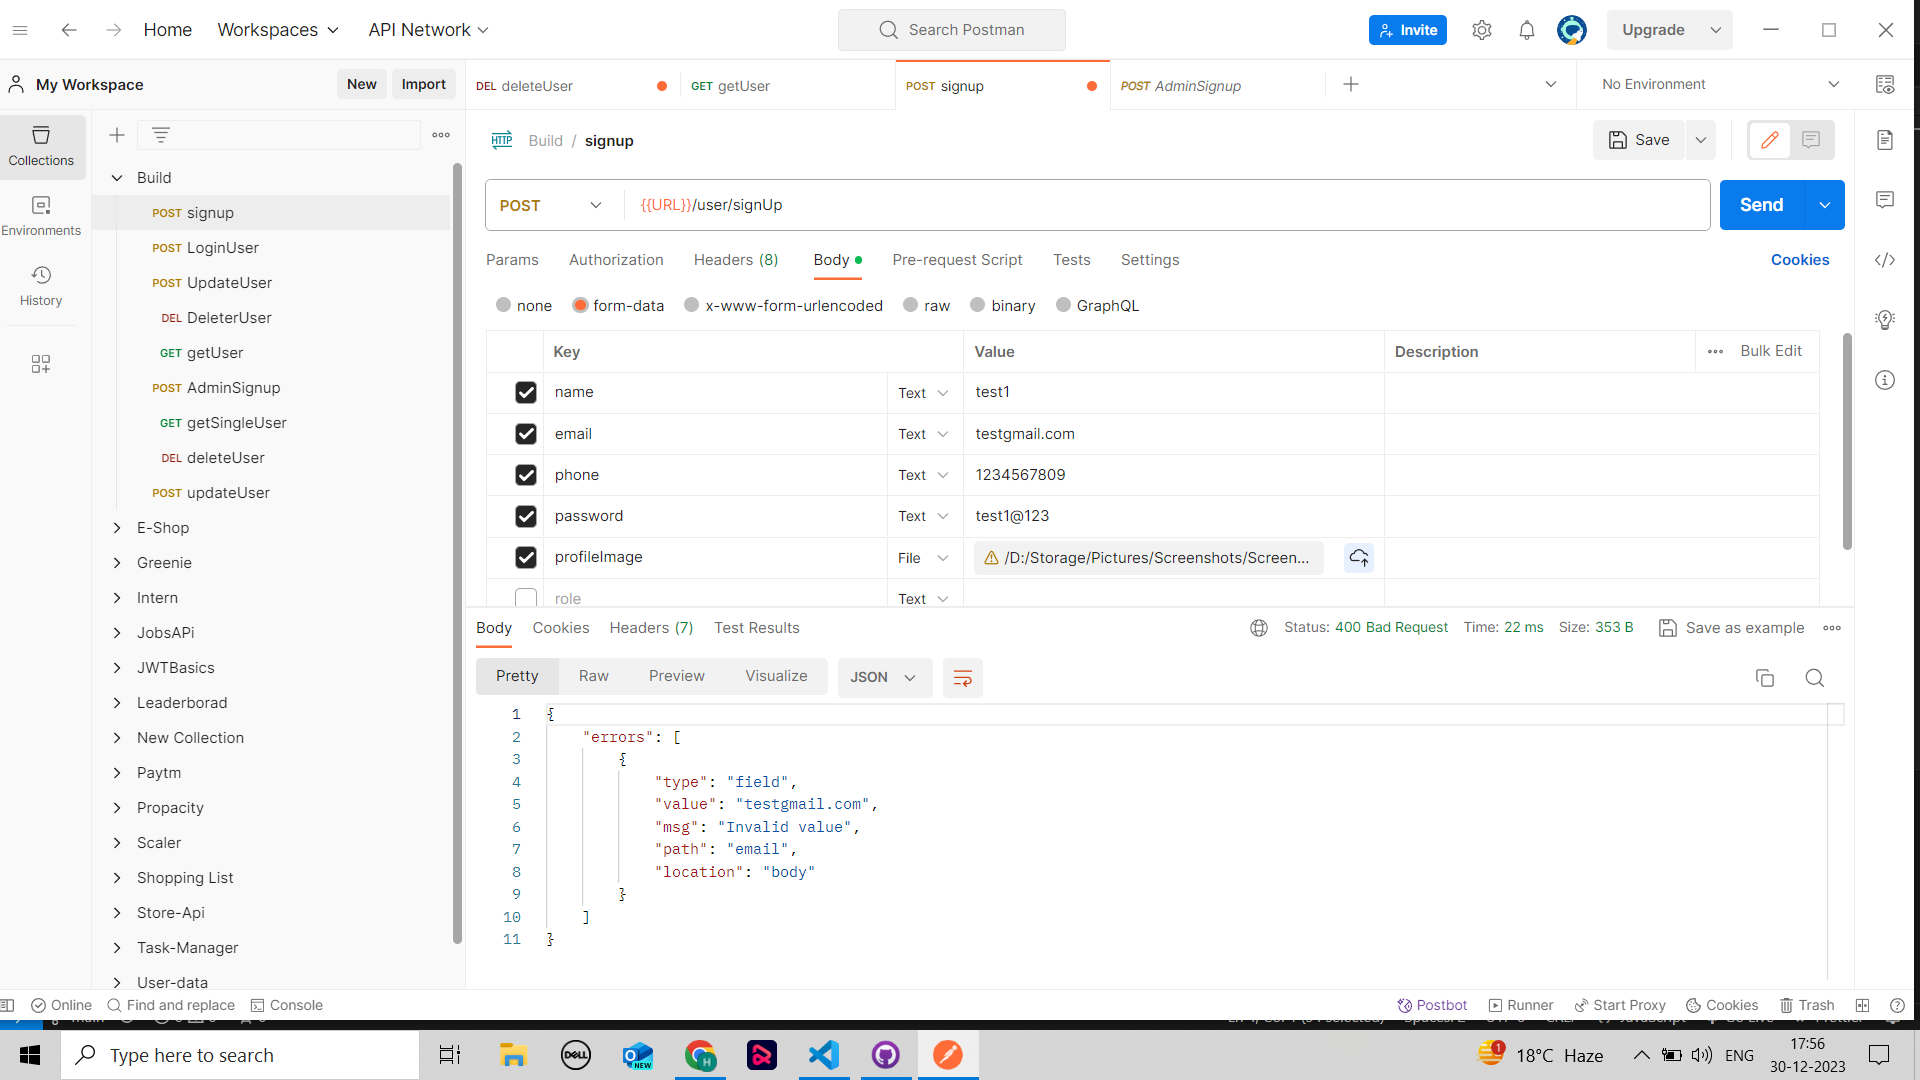 Home
Workspaces
API Network
Search Postman
Invite
Upgrade
My Workspace
New
Import
DEL deleteUser
GET getUser
POST signup
POST AdminSignup
No Environment
Collections
Environments
History
Build
POST signup
POST LoginUser
POST UpdateUser
DEL DeleterUser
GET getUser
POST AdminSignup
GET getSingleUser
DEL deleteUser
POST updateUser
E-Shop
Greenie
Intern
JobsAPi
JWTBasics
Leaderborad
New Collection
Paytm
Propacity
Scaler
Shopping List
Store-Api
Task-Manager
User-data
HTTP Build / signup
Save
POST
{{URL}}/user/signUp
Send
Params
Authorization
Headers (8)
Body
Pre-request Script
Tests
Settings
Cookies
none
form-data
x-www-form-urlencoded
raw
binary
GraphQL
Key Value Description Bulk Edit
name Text test1
email Text testgmail.com
phone Text 1234567809
password Text test1@123
profileImage File /D:/Storage/Pictures/Screenshots/Screen...
role Text
Body
Cookies
Headers (7)
Test Results
Status: 400 Bad Request Time: 22 ms Size: 353 B
Save as example
Pretty
Raw
Preview
Visualize
JSON
1 {
2 "errors": [
3 {
4 "type": "field",
5 "value": "testgmail.com",
6 "msg": "Invalid value",
7 "path": "email",
8 "location": "body"
9 }
10 ]
11 }
Online
Find and replace
Console
Postbot
Runner
Start Proxy
Cookies
Trash
Type here to search
DELL
NEW
H
1
18°C Haze
ENG
17:56
30-12-2023